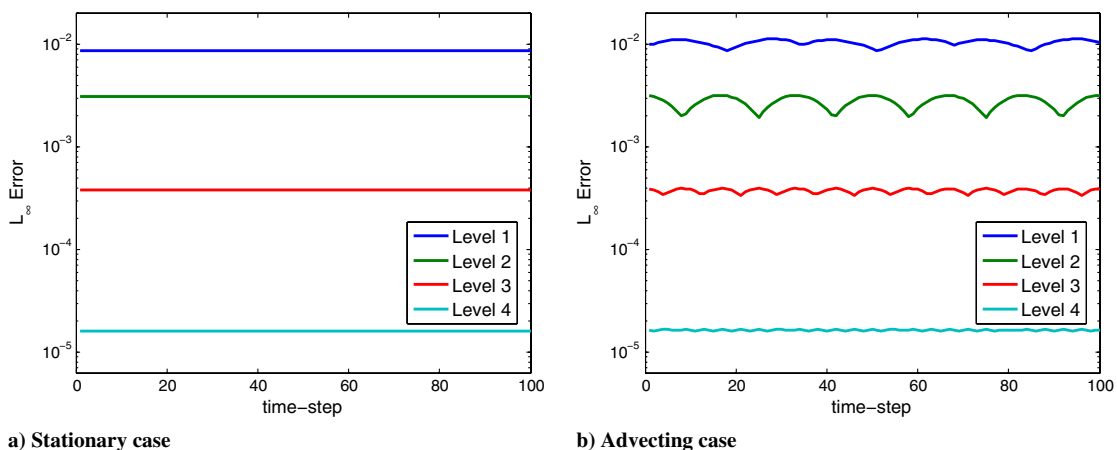 10⁻²
10⁻³
10⁻⁴
10⁻⁵
L∞ Error
0 20 40 60 80 100
time−step
Level 1
Level 2
Level 3
Level 4
a) Stationary case
10⁻²
10⁻³
10⁻⁴
10⁻⁵
L∞ Error
0 20 40 60 80 100
time−step
Level 1
Level 2
Level 3
Level 4
b) Advecting case